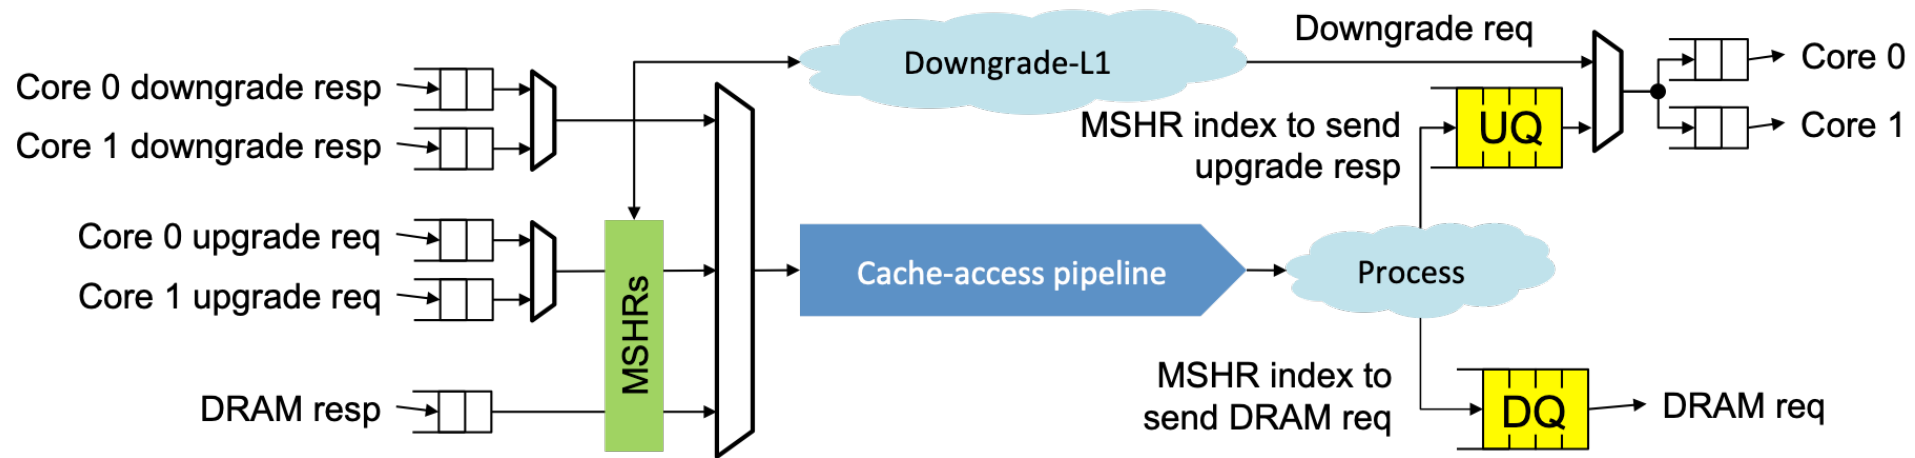 Core 0 downgrade resp
Core 1 downgrade resp
Core 0 upgrade req
Core 1 upgrade req
DRAM resp
MSHRs
Downgrade-L1
Cache-access pipeline
Process
Downgrade req
MSHR index to send
upgrade resp
UQ
Core 0
Core 1
MSHR index to
send DRAM req
DQ
DRAM req